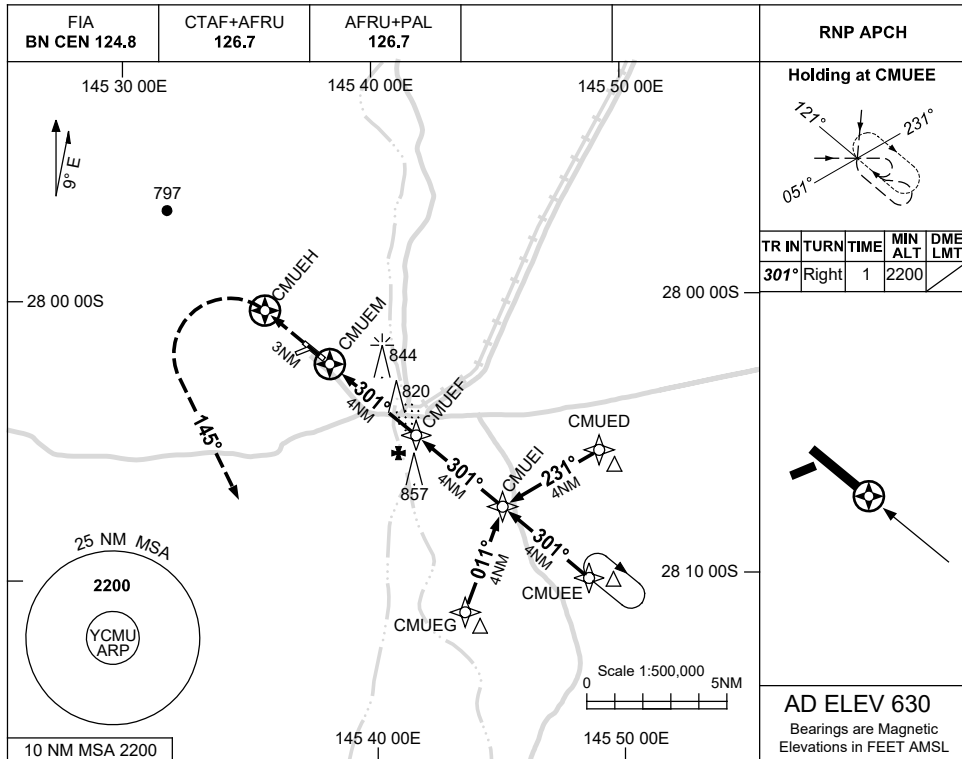 FIA
BN CEN 124.8
CTAF+AFRU
126.7
AFRU+PAL
126.7
RNP APCH
145 30 00E
145 40 00E
145 50 00E
9° E
797
28 00 00S
28 00 00S
CMUEH
CMUEM
3NM
844
820
301°
4NM
CMUEF
857
145°
301°
4NM
CMUEI
CMUED
231°
4NM
011°
4NM
301°
4NM
CMUEE
CMUEG
28 10 00S
25 NM MSA
2200
YCMU
ARP
10 NM MSA 2200
Scale 1:500,000
0
5NM
145 40 00E
145 50 00E
Holding at CMUEE
121°
231°
051°
TR IN TURN TIME MIN ALT DME LMT
301° Right 1 2200
AD ELEV 630
Bearings are Magnetic
Elevations in FEET AMSL